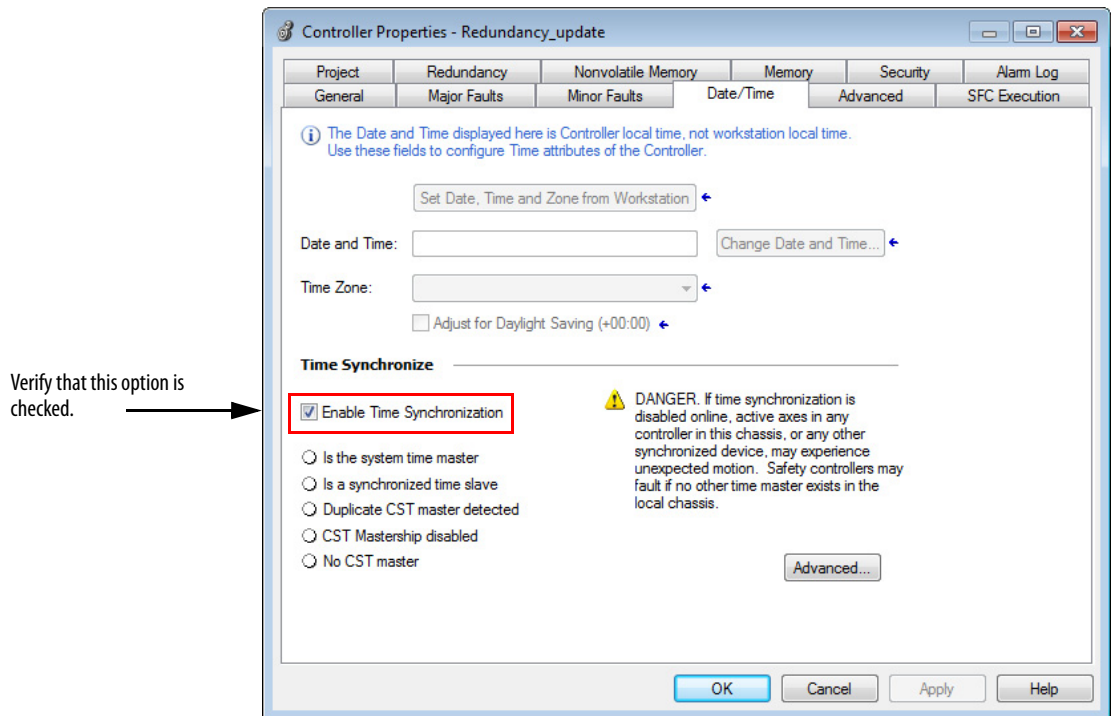 Controller Properties - Redundancy_update
Project Redundancy Nonvolatile Memory Memory Security Alarm Log
General Major Faults Minor Faults Date/Time Advanced SFC Execution
The Date and Time displayed here is Controller local time, not workstation local time.
Use these fields to configure Time attributes of the Controller.
Set Date, Time and Zone from Workstation
Date and Time:
Change Date and Time...
Time Zone:
Adjust for Daylight Saving (+00:00)
Time Synchronize
Verify that this option is
checked.
Enable Time Synchronization
Is the system time master
Is a synchronized time slave
Duplicate CST master detected
CST Mastership disabled
No CST master
DANGER. If time synchronization is
disabled online, active axes in any
controller in this chassis, or any other
synchronized device, may experience
unexpected motion. Safety controllers may
fault if no other time master exists in the
local chassis.
Advanced...
OK Cancel Apply Help